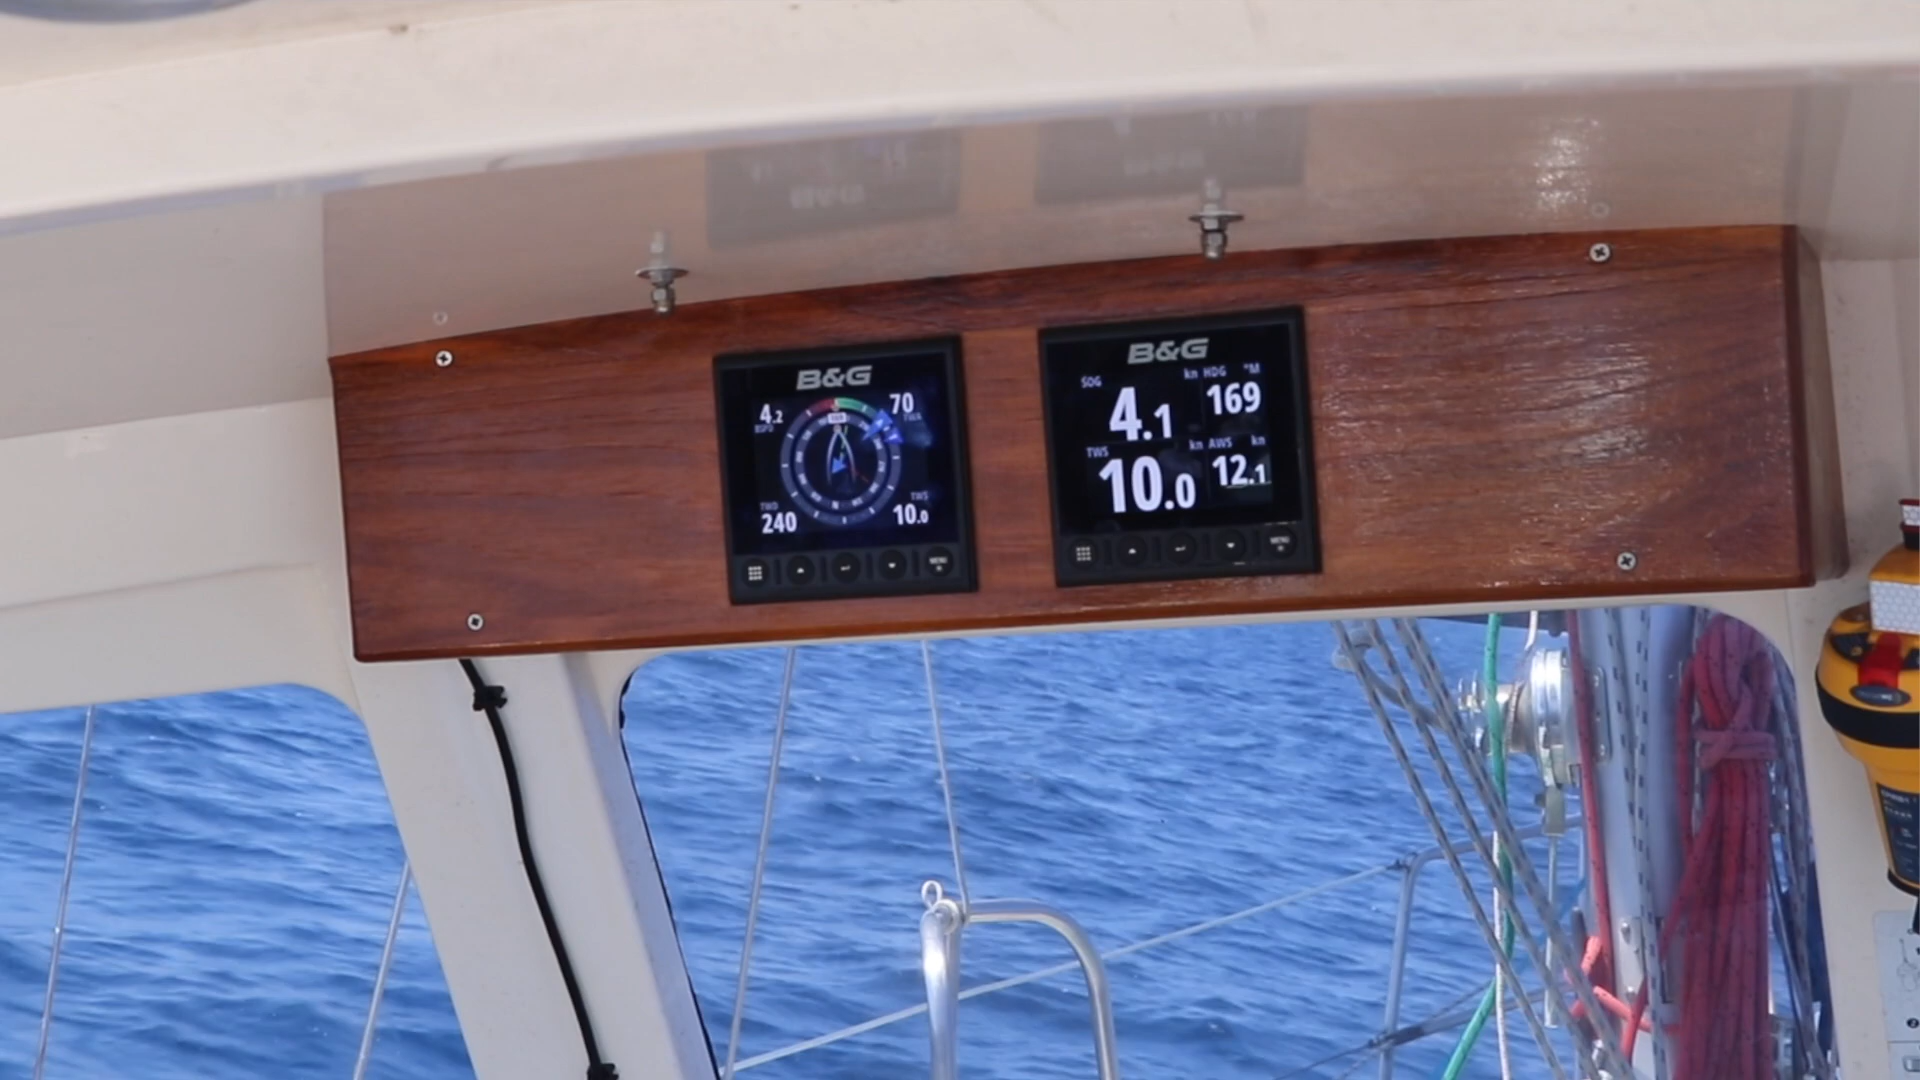 B&G
4.2
BSPD
70
TWA
TWD
240
TWS
10.0
MENU
B&G
SOG
kn
4.1
HDG
°M
169
TWS
kn
10.0
AWS
kn
12.1
MENU